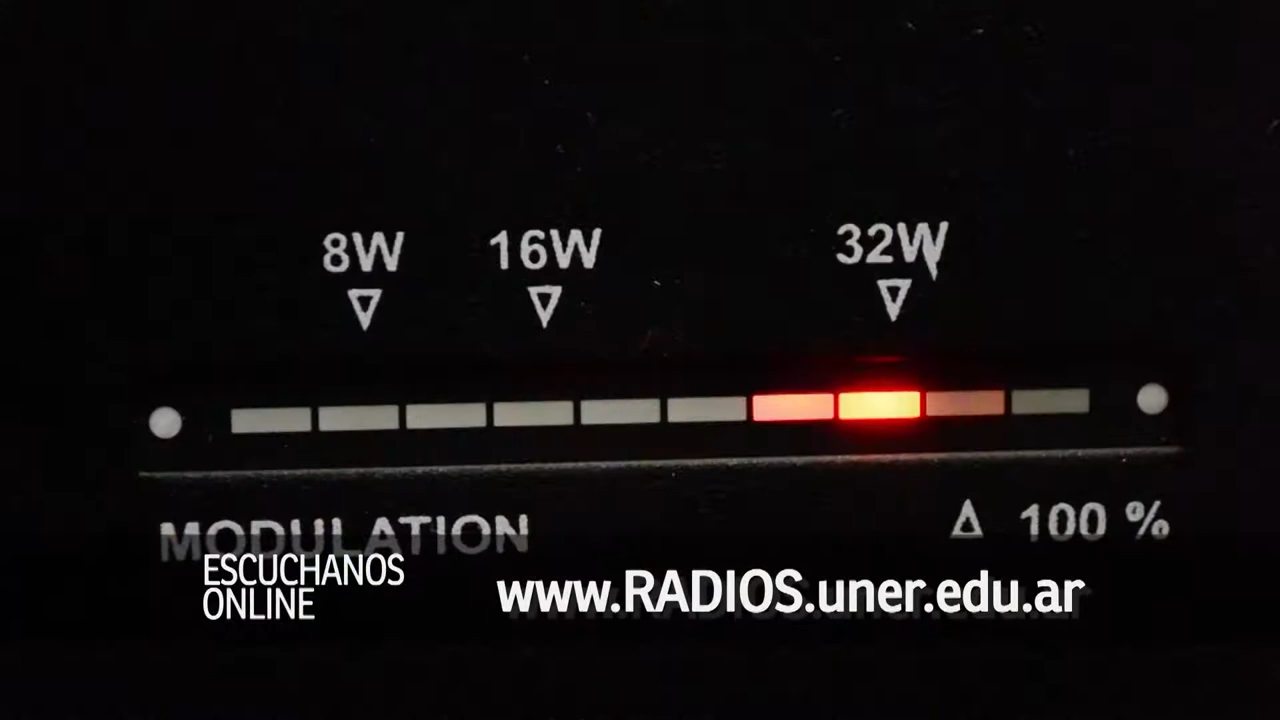 8W 16W 32W
MODULATION 100 %
ESCUCHANOS
ONLINE
www.RADIOS.uner.edu.ar